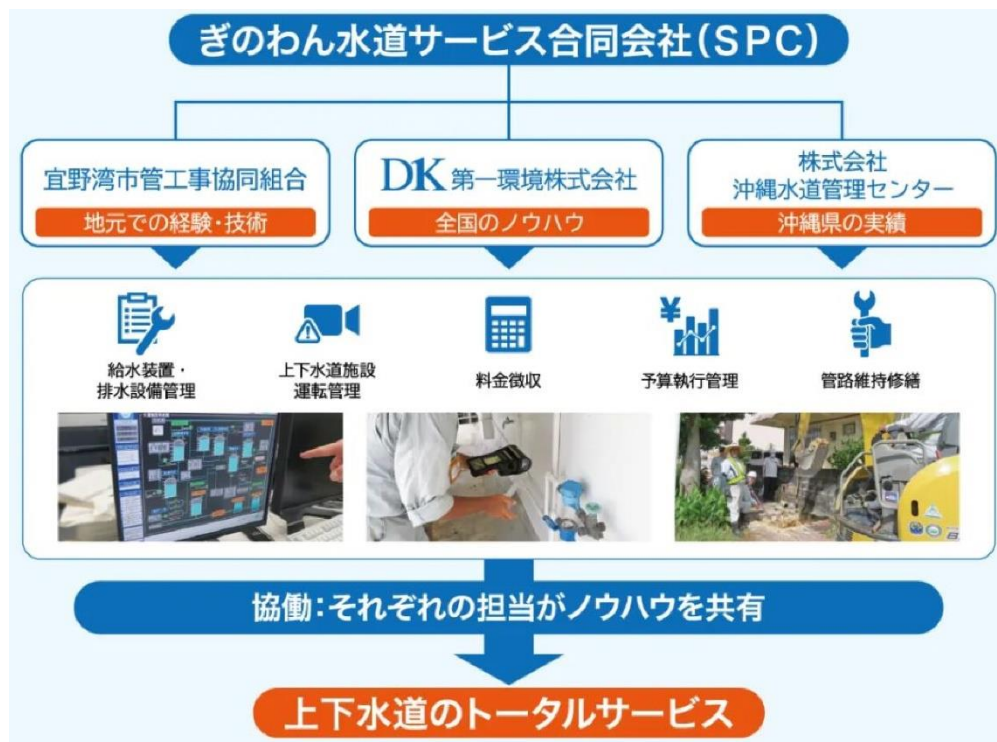 ぎのわん水道サービス合同会社(SPC)
宜野湾市管工事協同組合
地元での経験・技術
DK 第一環境株式会社
全国のノウハウ
株式会社
沖縄水道管理センター
沖縄県の実績
給水装置・
排水設備管理
上下水道施設
運転管理
料金徴収
¥
予算執行管理
管路維持修繕
協働:それぞれの担当がノウハウを共有
上下水道のトータルサービス